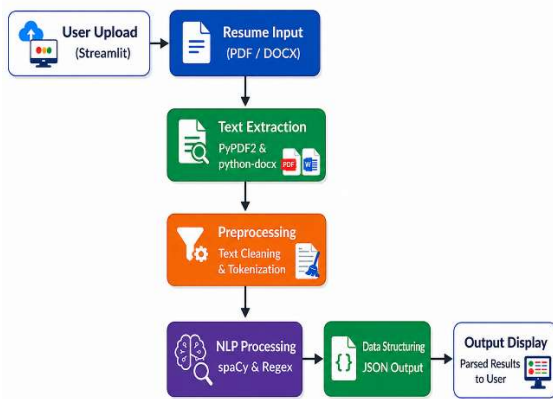 User Upload
(Streamlit)
Resume Input
(PDF / DOCX)
Text Extraction
PyPDF2 &
python-docx
PDF
W
Preprocessing
Text Cleaning
& Tokenization
NLP Processing
spaCy & Regex
{ }
Data Structuring
JSON Output
Output Display
Parsed Results
to User